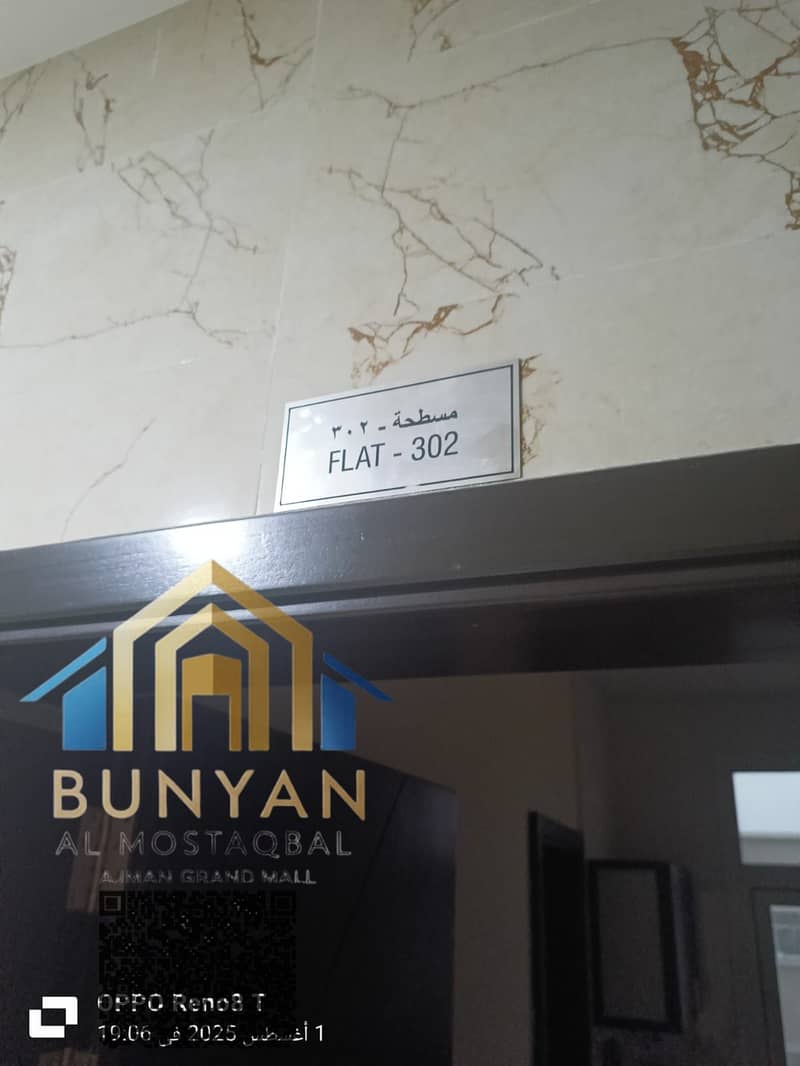 مسطحة - ٣٠٢
FLAT - 302
BUNYAN
AL MOSTAQBAL
AJMAN GRAND MALL
OPPO Reno8 T
1 أغسطس 2025 في 19:06